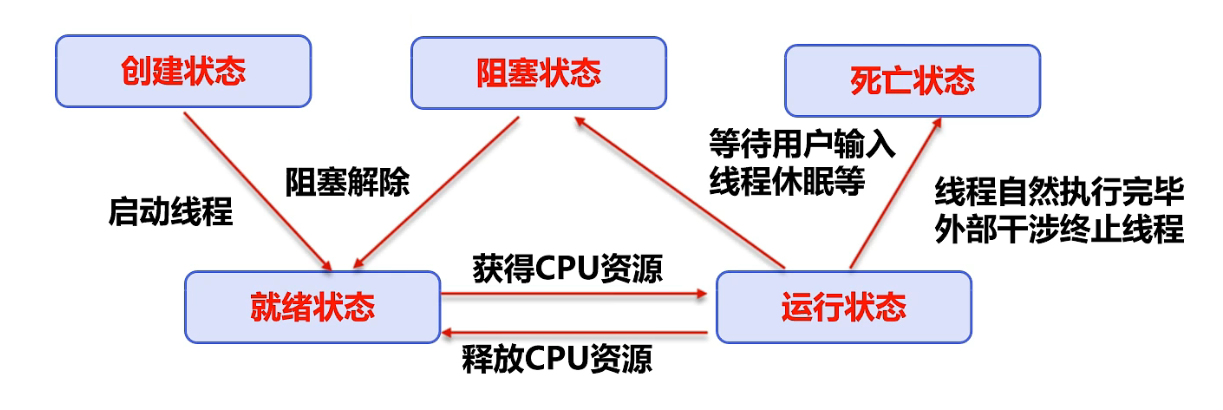 创建状态
阻塞状态
死亡状态
等待用户输入
线程休眠等
阻塞解除
启动线程
线程自然执行完毕
外部干涉终止线程
获得CPU资源
就绪状态
运行状态
释放CPU资源